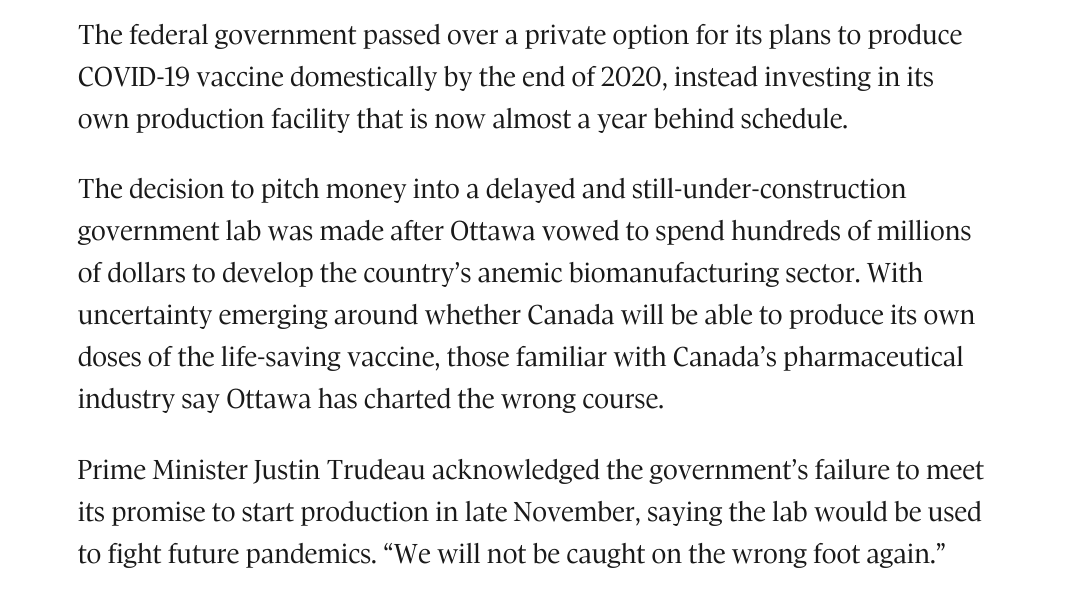 The federal government passed over a private option for its plans to produce
COVID-19 vaccine domestically by the end of 2020, instead investing in its
own production facility that is now almost a year behind schedule.
The decision to pitch money into a delayed and still-under-construction
government lab was made after Ottawa vowed to spend hundreds of millions
of dollars to develop the country’s anemic biomanufacturing sector. With
uncertainty emerging around whether Canada will be able to produce its own
doses of the life-saving vaccine, those familiar with Canada’s pharmaceutical
industry say Ottawa has charted the wrong course.
Prime Minister Justin Trudeau acknowledged the government’s failure to meet
its promise to start production in late November, saying the lab would be used
to fight future pandemics. “We will not be caught on the wrong foot again.”